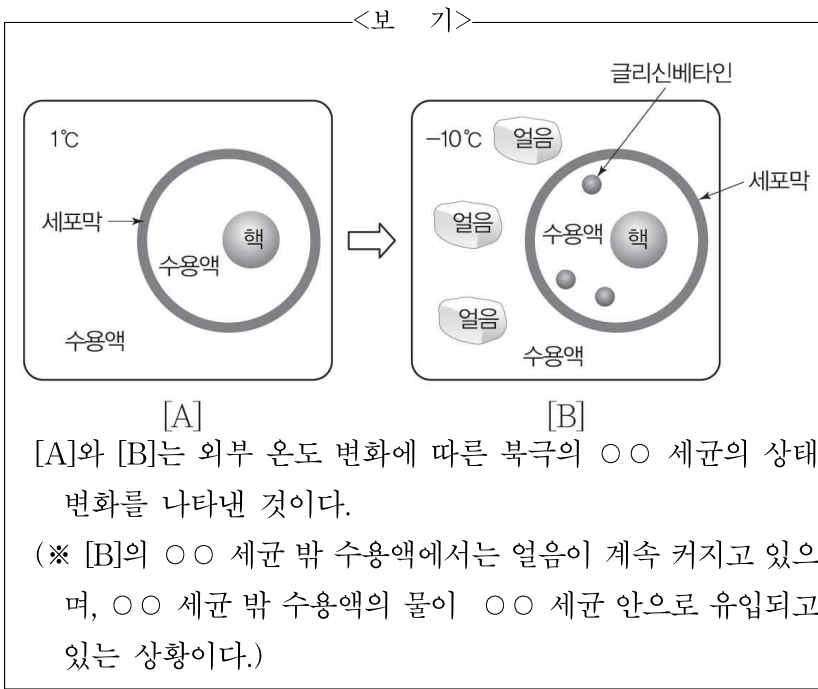 <보 기>
글리신베타인
1℃
세포막
핵
수용액
수용액
-10℃
얼음
얼음
얼음
세포막
수용액
핵
수용액
[A]
[B]
[A]와 [B]는 외부 온도 변화에 따른 북극의 ○○ 세균의 상태
변화를 나타낸 것이다.
(※ [B]의 ○○ 세균 밖 수용액에서는 얼음이 계속 커지고 있으
며, ○○ 세균 밖 수용액의 물이 ○○ 세균 안으로 유입되고
있는 상황이다.)